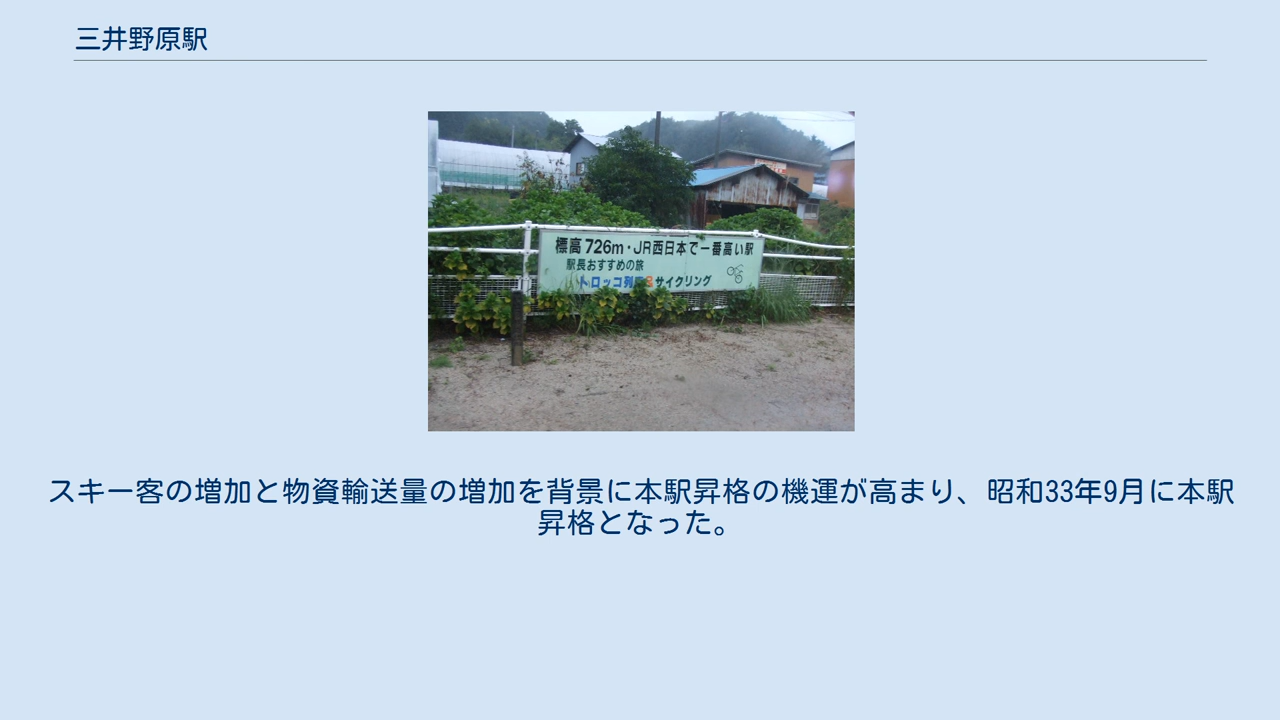 三井野原駅
標高726m・JR西日本で一番高い駅
駅長おすすめの旅
トロッコ列
サイクリング
スキー客の増加と物資輸送量の増加を背景に本駅昇格の機運が高まり、昭和33年9月に本駅
昇格となった。